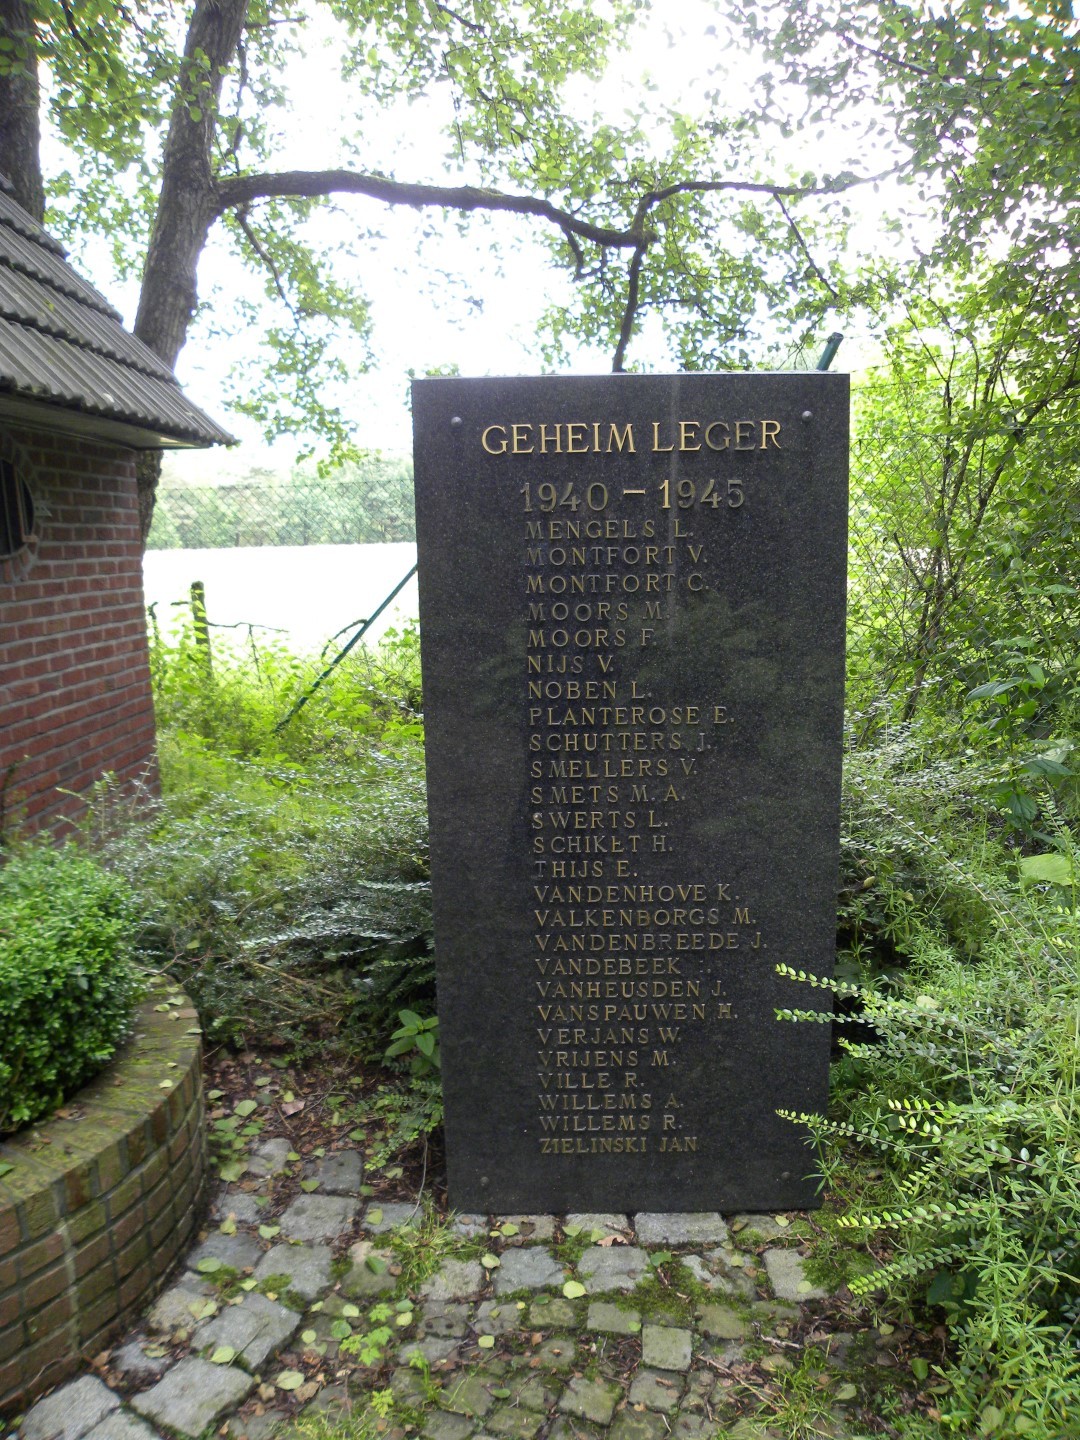 GEHEIM LEGER
1940 – 1945
MENGELS L.
MONTFORT V.
MONTFORT C.
MOORS M.
MOORS F.
NIJS V.
NOBEN L.
PLANTEROSE E.
SCHUTTERS J.
SMELLERS V.
SMETS M. A.
SWERTS L.
SCHIKLT H.
THIJS E.
VANDENHOVE K.
VALKENBORGS M.
VANDENBREEDE J.
VANDEBEEK
VANHEUSDEN J.
VANSPAUWEN H.
VERJANS W.
VRIJENS M.
VILLE R.
WILLEMS A.
WILLEMS R.
ZIELINSKI JAN